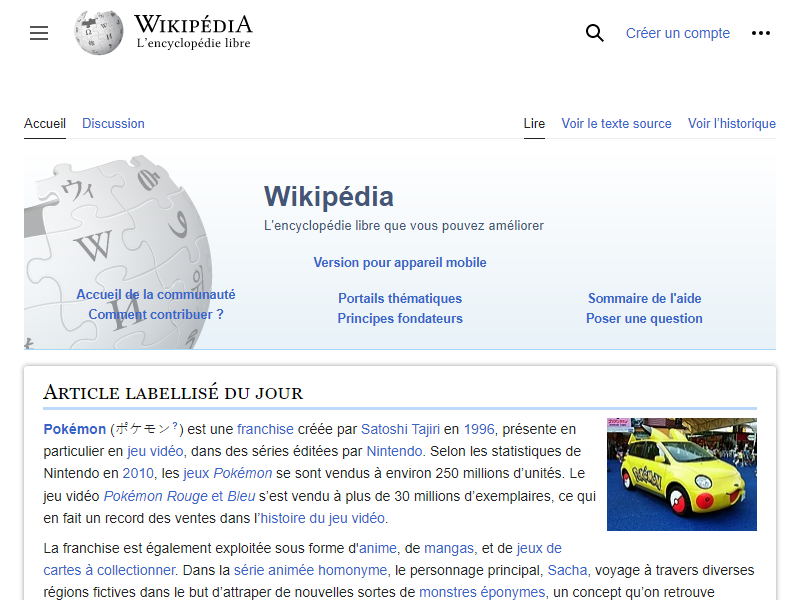 WIKIPÉDIA
L'encyclopédie libre
Créer un compte
Accueil Discussion Lire Voir le texte source Voir l'historique
Wikipédia
L'encyclopédie libre que vous pouvez améliorer
Version pour appareil mobile
Accueil de la communauté Portails thématiques Sommaire de l'aide
Comment contribuer ? Principes fondateurs Poser une question
Article labellisé du jour
Pokémon (ポケモン?) est une franchise créée par Satoshi Tajiri en 1996, présente en
particulier en jeu vidéo, dans des séries éditées par Nintendo. Selon les statistiques de
Nintendo en 2010, les jeux Pokémon se sont vendus à environ 250 millions d'unités. Le
jeu vidéo Pokémon Rouge et Bleu s'est vendu à plus de 30 millions d'exemplaires, ce qui
en fait un record des ventes dans l'histoire du jeu vidéo.
La franchise est également exploitée sous forme d'anime, de mangas, et de jeux de
cartes à collectionner. Dans la série animée homonyme, le personnage principal, Sacha, voyage à travers diverses
régions fictives dans le but d'attraper de nouvelles sortes de monstres éponymes, un concept qu'on retrouve